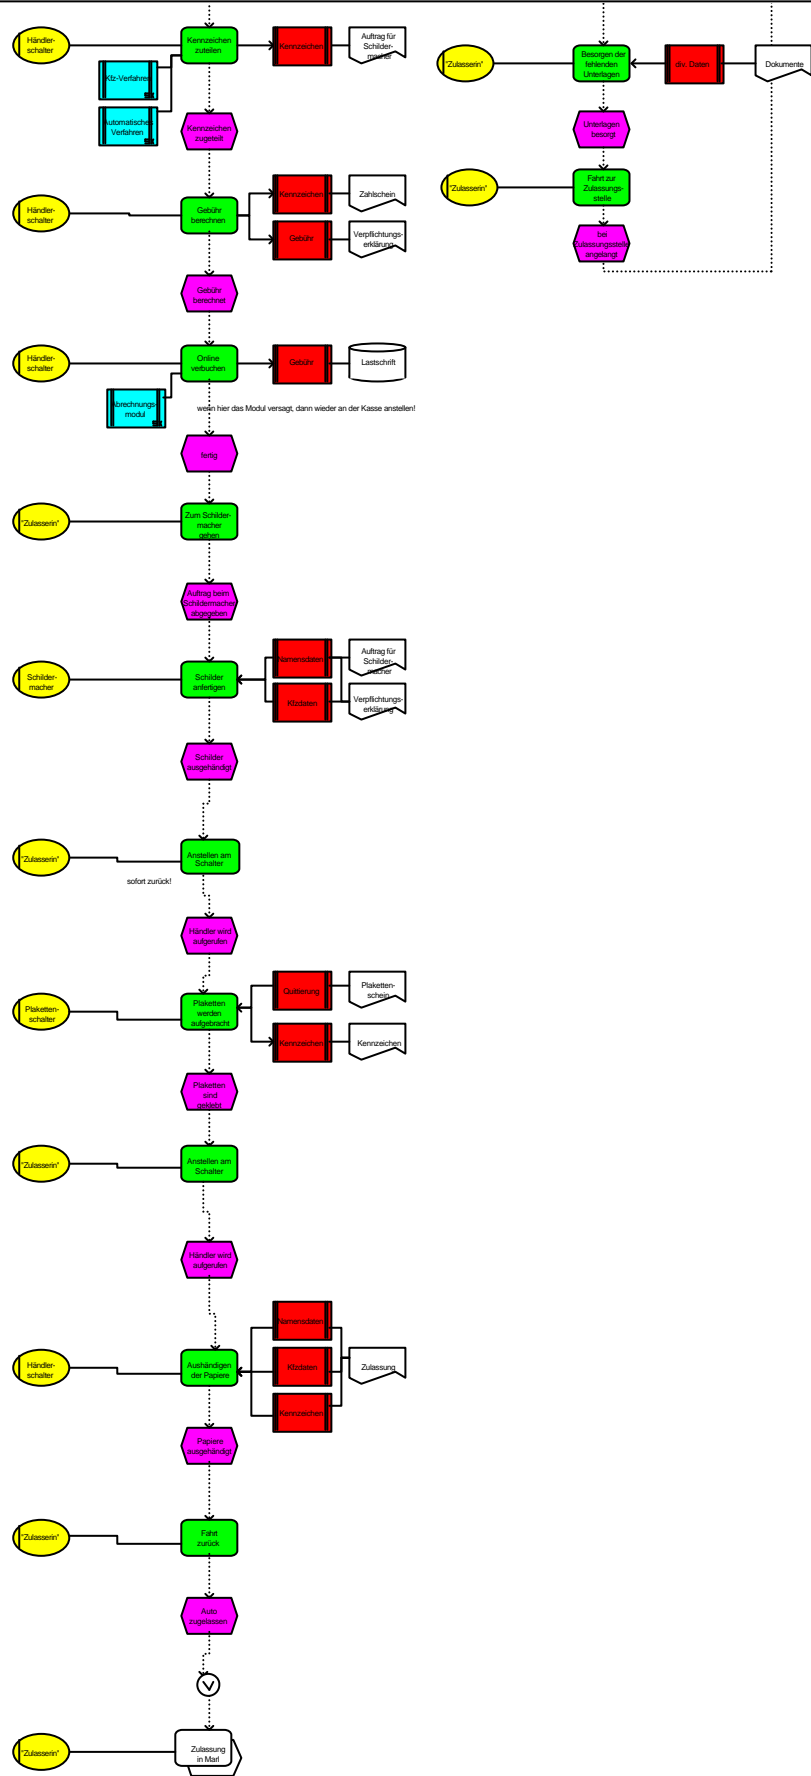 Händler-
schalter
Kennzeichen
zuteilen
Kennzeichen
Auftrag für
Schilder-
macher
Kfz-Verfahren
Automatisches
Verfahren
Kennzeichen
zugeteilt
Händler-
schalter
Gebühr
berechnen
Kennzeichen
Zahlschein
Gebühr
Verpflichtungs-
erklärung
Gebühr
berechnet
Händler-
schalter
Online
verbuchen
Gebühr
Lastschrift
Abrechnungs-
modul
wenn hier das Modul versagt, dann wieder an der Kasse anstellen!
fertig
"Zulasserin"
Zum Schilder-
macher
gehen
Auftrag beim
Schildermacher
abgegeben
Schilder-
macher
Schilder
anfertigen
Namensdaten
Auftrag für
Schilder-
macher
Kfzdaten
Verpflichtungs-
erklärung
Schilder
ausgehändigt
"Zulasserin"
Anstellen am
Schalter
sofort zurück!
Händler wird
aufgerufen
Plaketten-
schalter
Plaketten
werden
aufgebracht
Quittierung
Plaketten-
schein
Kennzeichen
Kennzeichen
Plaketten
sind
geklebt
"Zulasserin"
Anstellen am
Schalter
Händler wird
aufgerufen
Händler-
schalter
Aushändigen
der Papiere
Namensdaten
Kfzdaten
Kennzeichen
Zulassung
Papiere
ausgehändigt
"Zulasserin"
Fahrt
zurück
Auto
zugelassen
"Zulasserin"
Zulassung
in Marl
"Zulasserin"
Besorgen der
fehlenden
Unterlagen
div. Daten
Dokumente
Unterlagen
besorgt
"Zulasserin"
Fahrt zur
Zulassungs-
stelle
bei
Zulassungsstelle
angelangt